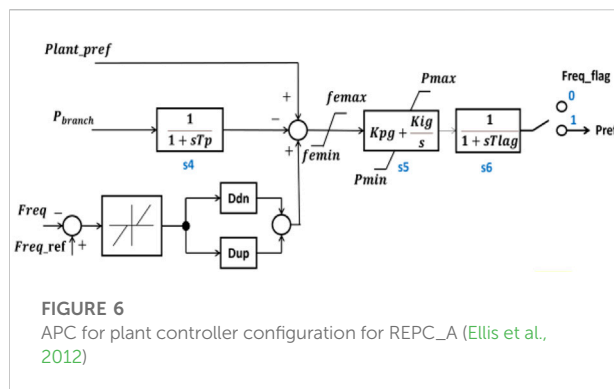 Plant_pref
Freq_flag
femax
Pmax
0
+
P_branch
1 / 1 + sTp
−
Kpg + Kig / s
1 / 1 + sTlag
1
Pref
+
femin
s4
Pmin
s5
s6
Ddn
Freq −
Freq_ref +
Dup
FIGURE 6
APC for plant controller configuration for REPC_A (Ellis et al.,
2012)